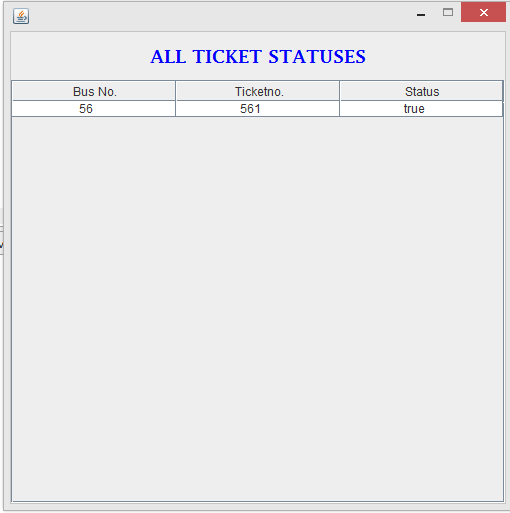 ALL TICKET STATUSES
Bus No. Ticketno. Status
56 561 true